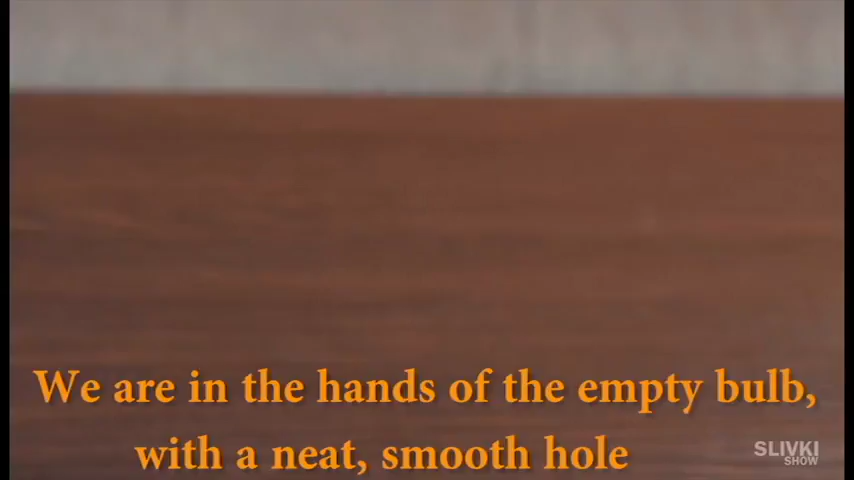 We are in the hands of the empty bulb,
with a neat, smooth hole
SLIVKI
SHOW